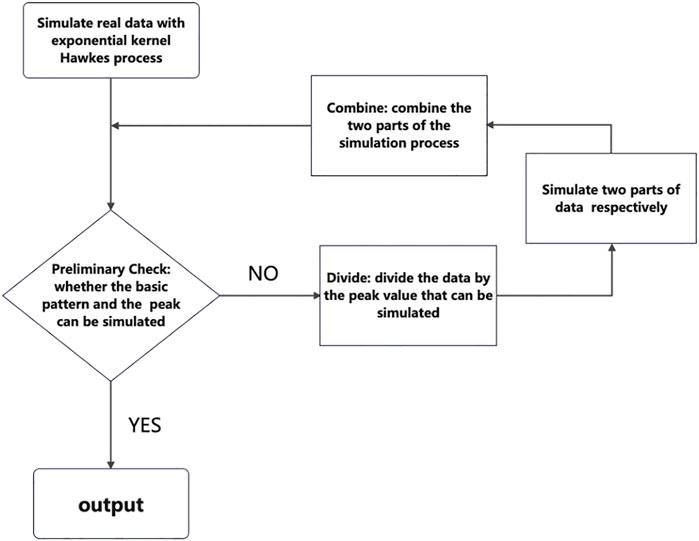 Simulate real data with
exponential kernel
Hawkes process
Combine: combine the
two parts of the
simulation process
Simulate two parts of
data respectively
Preliminary Check:
whether the basic
pattern and the peak
can be simulated
NO
Divide: divide the data by
the peak value that can be
simulated
YES
output